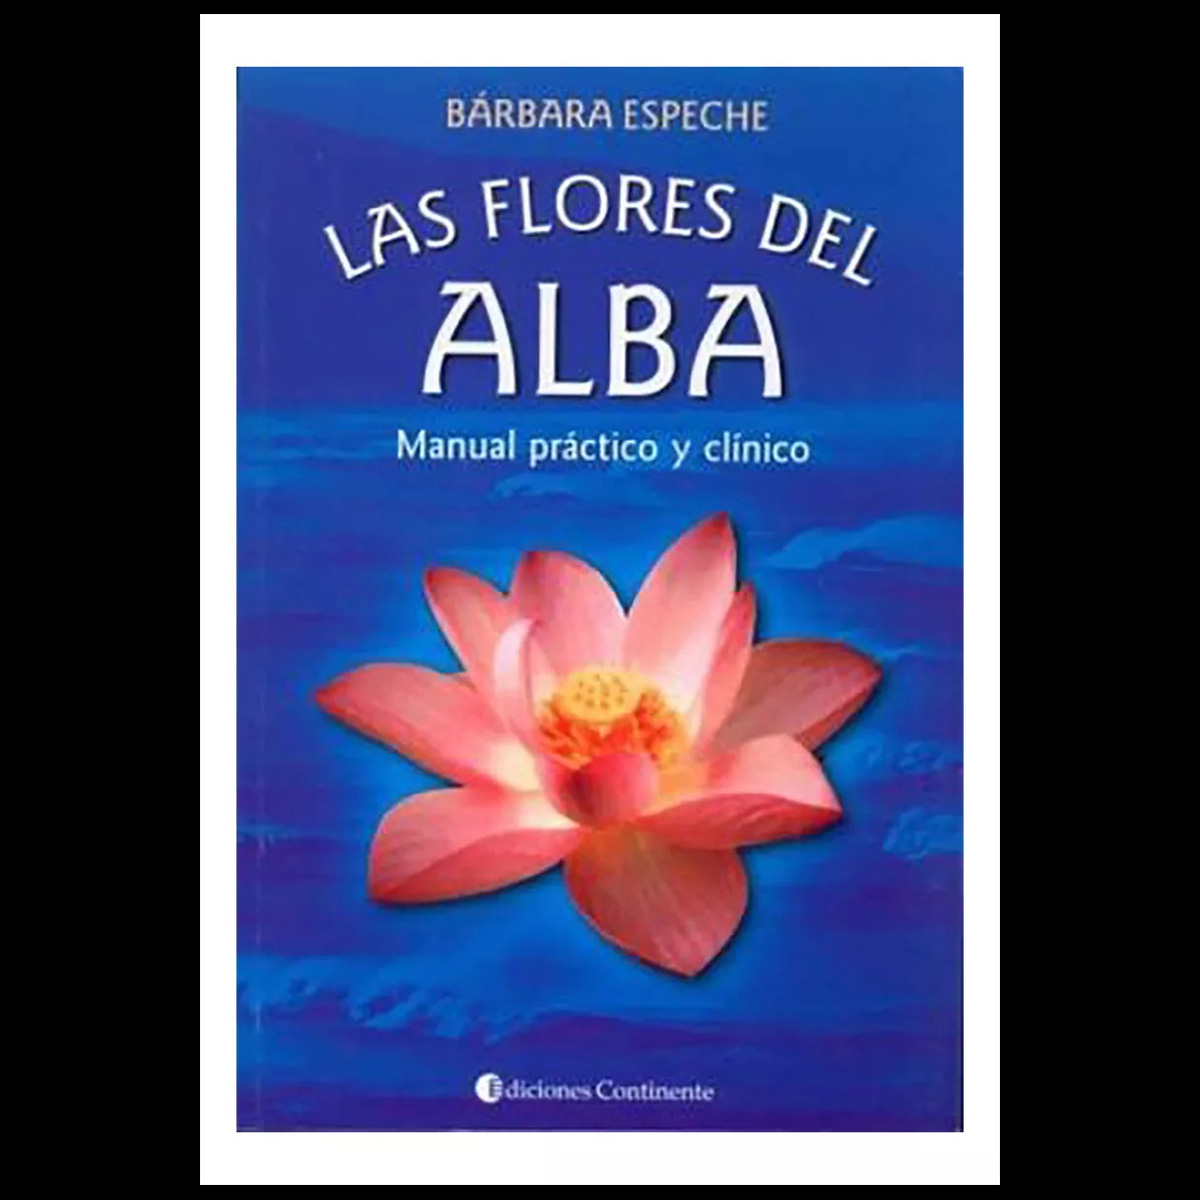 BÁRBARA ESPECHE
LAS FLORES DEL
ALBA
Manual práctico y clínico
Ediciones Continente